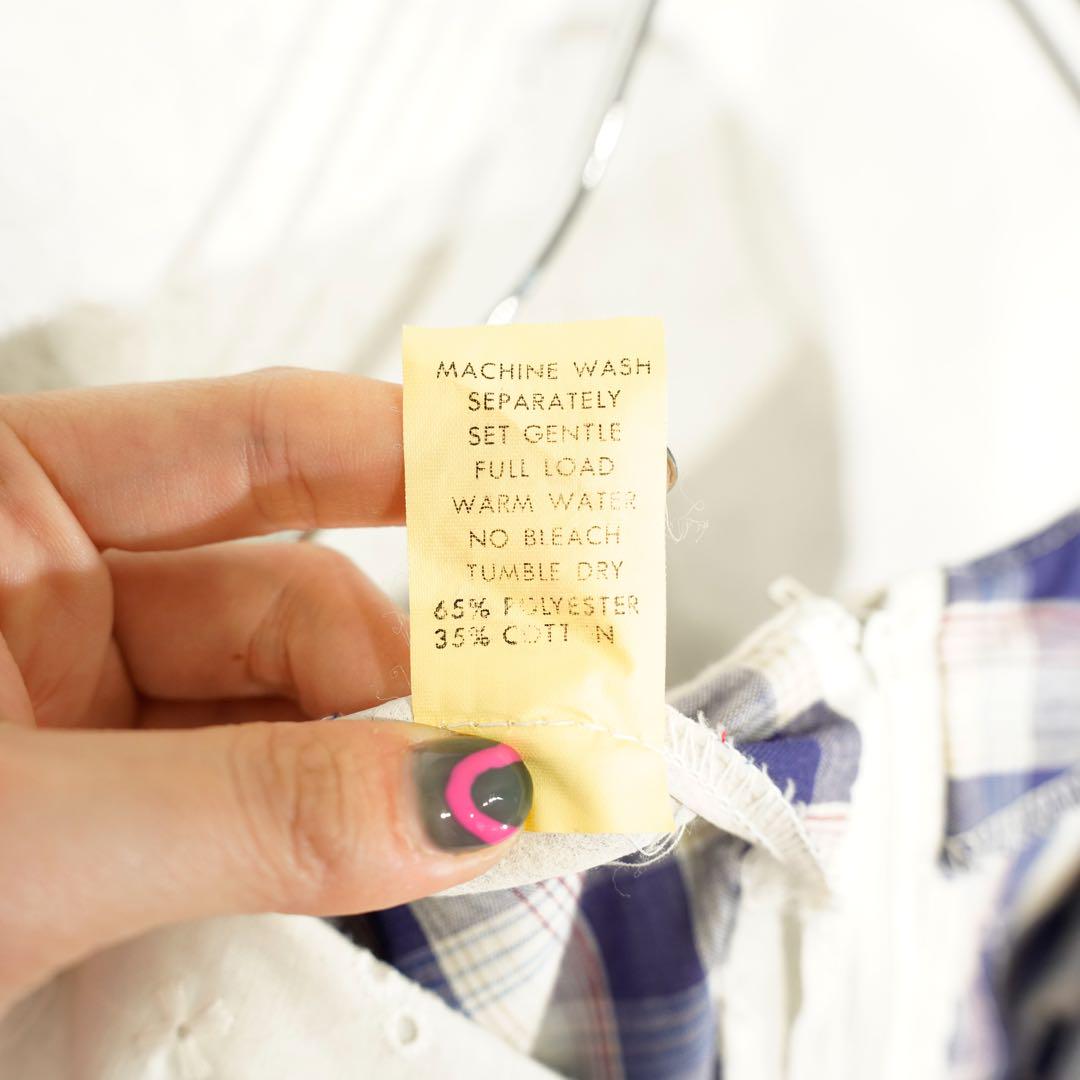 MACHINE WASH
SEPARATELY
SET GENTLE
FULL LOAD
WARM WATER
NO BLEACH
TUMBLE DRY
65% POLYESTER
35% COTTON